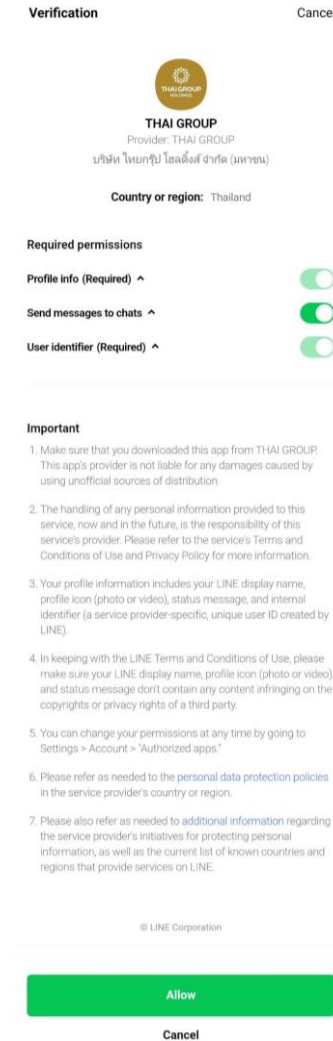 Verification
Cance
THAI GROUP
HOLDINGS
THAI GROUP
Provider: THAI GROUP
บริษัท ไทยกรุ๊ป โฮลดิ้งส์ จำกัด (มหาชน)
Country or region: Thailand
Required permissions
Profile info (Required)
Send messages to chats
User identifier (Required)
Important
1. Make sure that you downloaded this app from THAI GROUP.
This app's provider is not liable for any damages caused by
using unofficial sources of distribution.
2. The handling of any personal information provided to this
service, now and in the future, is the responsibility of this
service's provider. Please refer to the service's Terms and
Conditions of Use and Privacy Policy for more information.
3. Your profile information includes your LINE display name,
profile icon (photo or video), status message, and internal
identifier (a service provider-specific, unique user ID created by
LINE).
4. In keeping with the LINE Terms and Conditions of Use, please
make sure your LINE display name, profile icon (photo or video),
and status message don't contain any content infringing on the
copyrights or privacy rights of a third party.
5. You can change your permissions at any time by going to
Settings > Account > "Authorized apps."
6. Please refer as needed to the personal data protection policies
in the service provider's country or region.
7. Please also refer as needed to additional information regarding
the service provider's initiatives for protecting personal
information, as well as the current list of known countries and
regions that provide services on LINE.
© LINE Corporation
Allow
Cancel